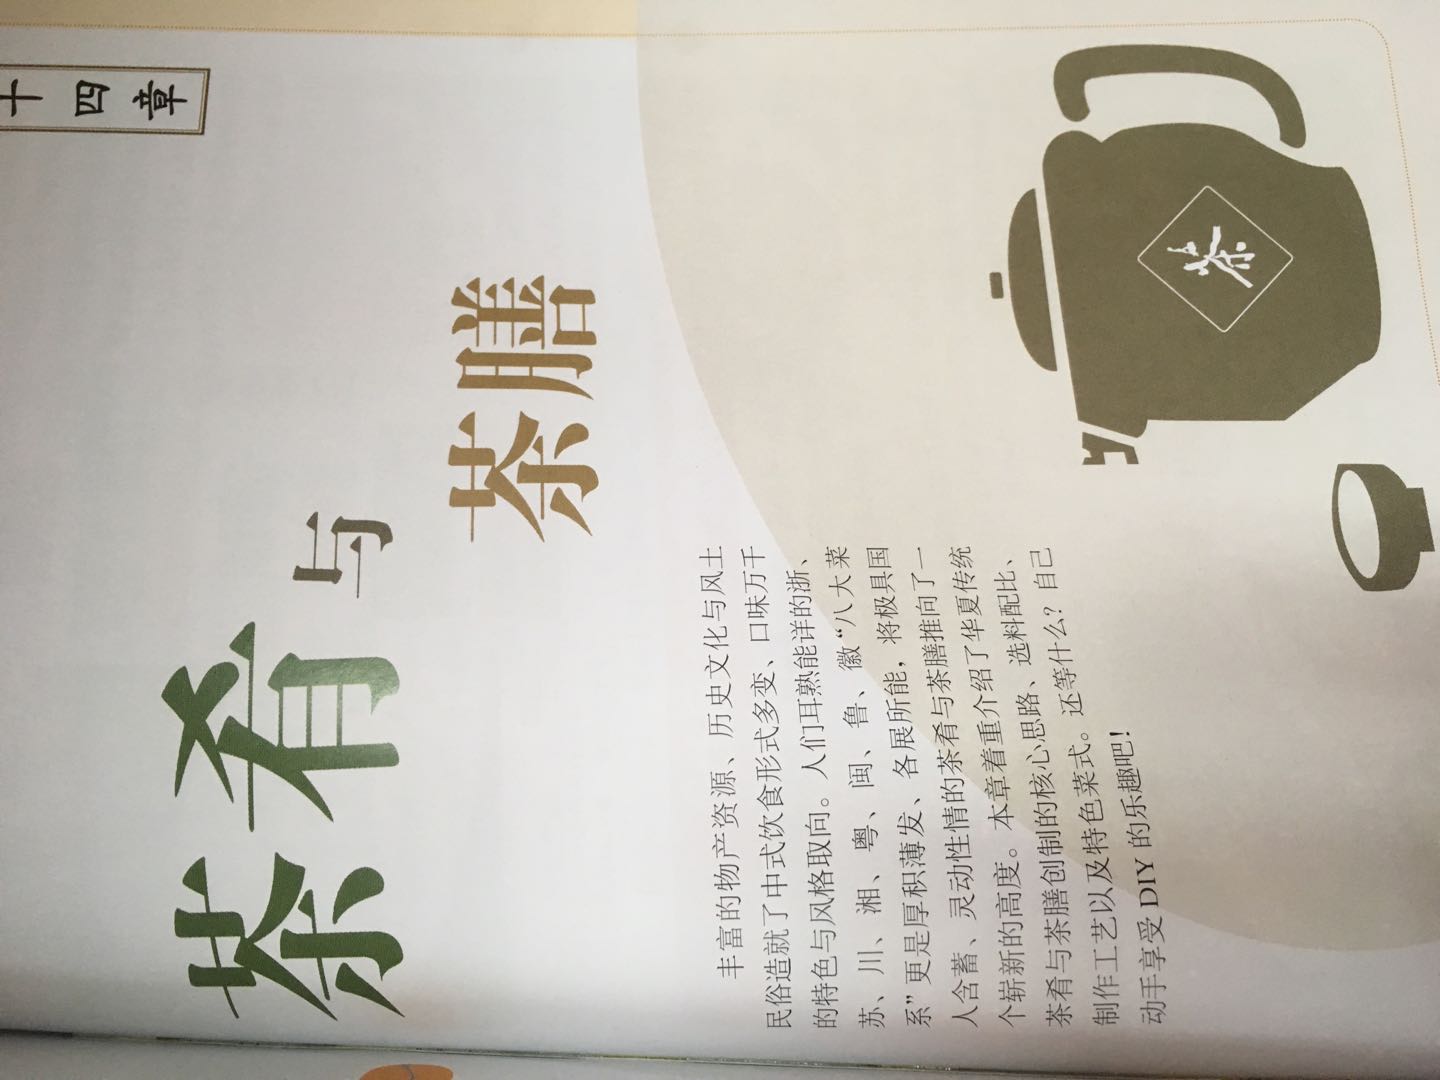 十四章
茶肴
与
茶膳
丰富的物产资源、历史文化与风土
民俗造就了中式饮食形式多变、口味万千
的特色与风格取向。人们耳熟能详的浙、
苏、川、湘、粤、闽、鲁、徽“八大菜
系”更是厚积薄发、各展所能，将极具国
人含蓄、灵动性情的茶肴与茶膳推向了一
个崭新的高度。本章着重介绍了华夏传统
茶肴与茶膳创制的核心思路、选料配比、
制作工艺以及特色菜式。还等什么？自己
动手享受 DIY 的乐趣吧！
茶